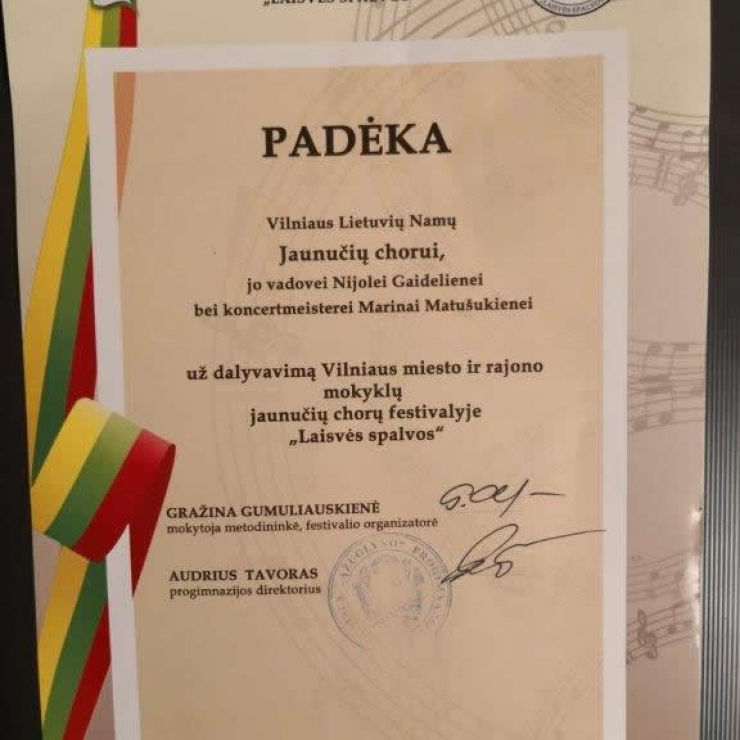 PADĖKA
Vilniaus Lietuvių Namų
Jaunučių chorui,
jo vadovei Nijolei Gaidelienei
bei koncertmeisterei Marinai Matušukienei
už dalyvavimą Vilniaus miesto ir rajono
mokyklų
jaunučių chorų festivalyje
„Laisvės spalvos“
GRAŽINA GUMULIAUSKIENĖ
mokytoja metodininkė, festivalio organizatorė
AUDRIUS TAVORAS
progimnazijos direktorius